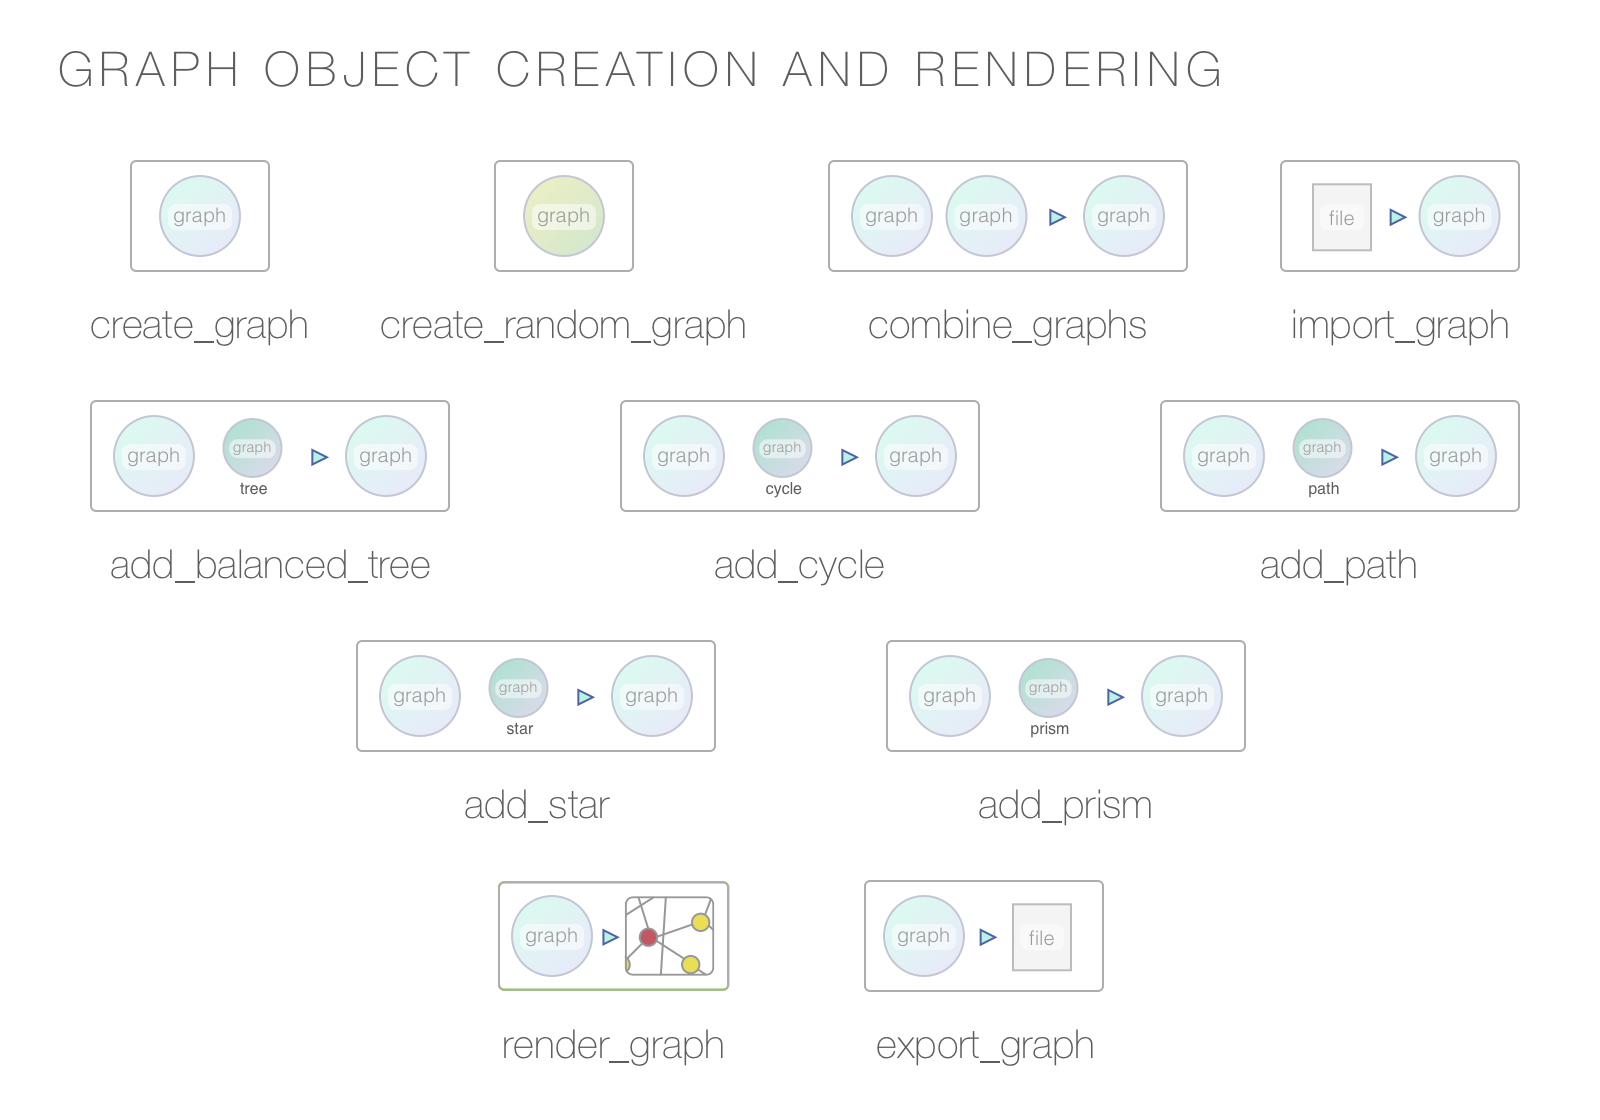 GRAPH OBJECT CREATION AND RENDERING
graph
graph
graph graph graph
file graph
create_graph
create_random_graph
combine_graphs
import_graph
graph graph graph
tree
graph graph graph
cycle
graph graph graph
path
add_balanced_tree
add_cycle
add_path
graph graph graph
star
graph graph graph
prism
add_star
add_prism
graph
graph file
render_graph
export_graph